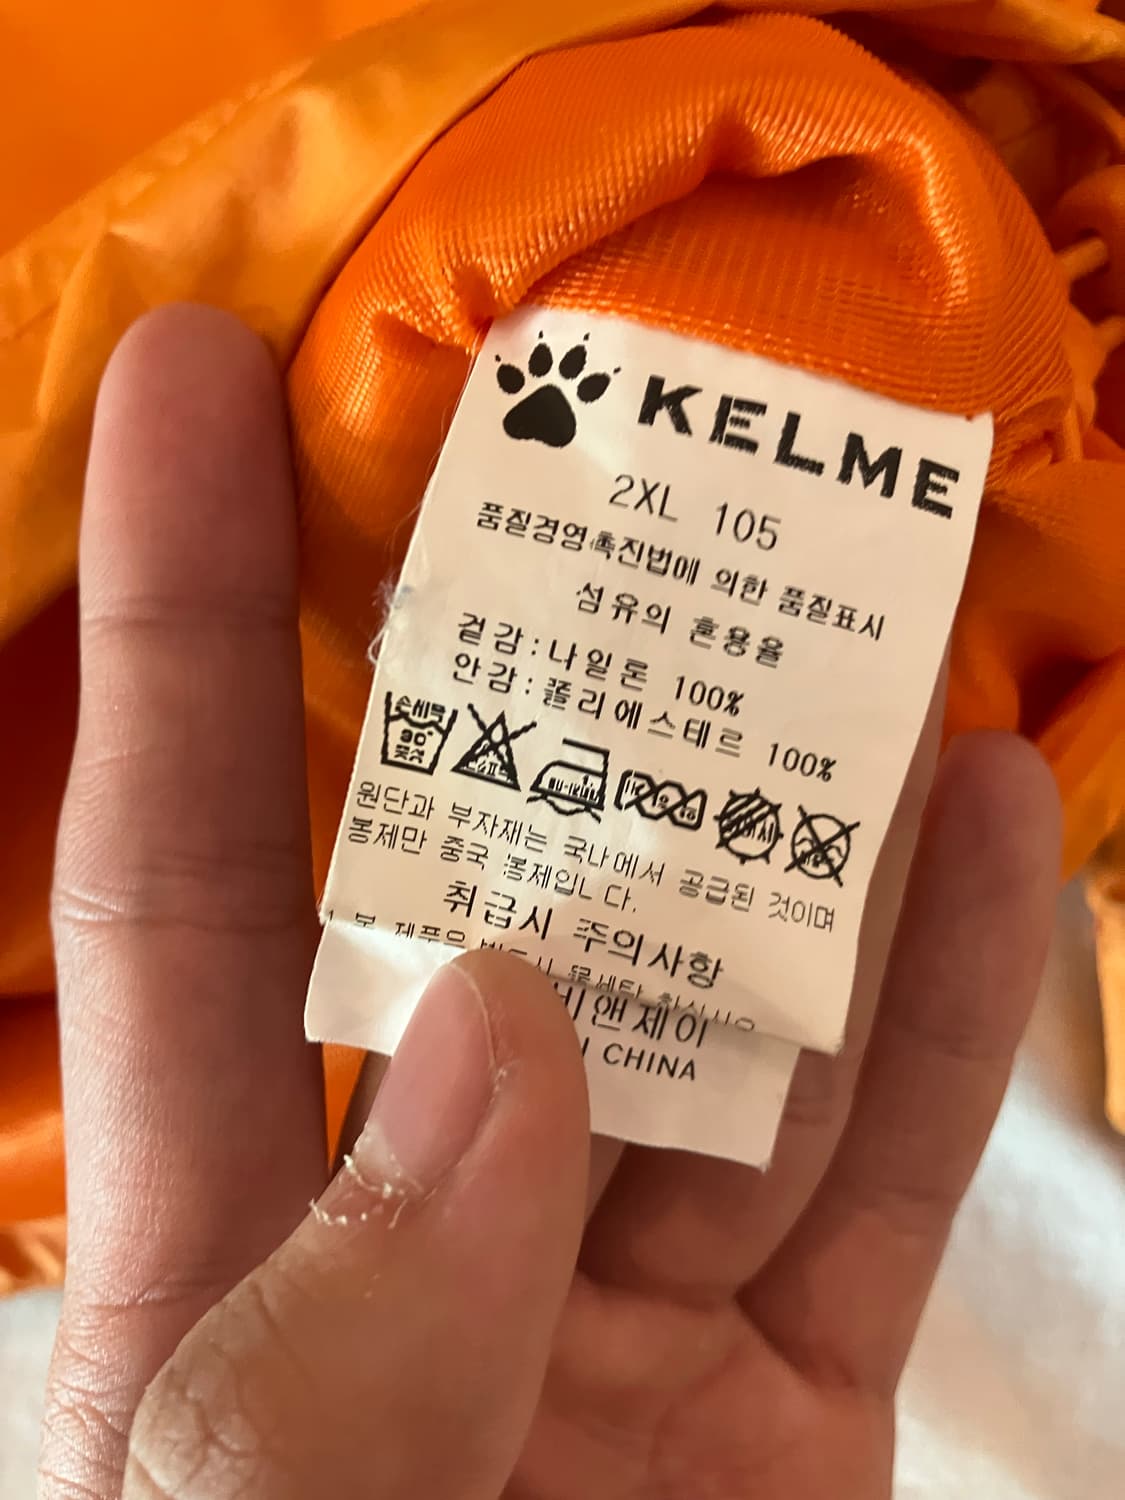 KELME
2XL 105
품질경영촉진법에 의한 품질표시
섬유의 혼용율
겉감:나일론 100%
안감:폴리에스테르 100%
손세탁
원단과 부자재는 국내에서 공급된 것이며
봉제만 중국 봉제입니다.
취급시 주의사항
비앤제이
CHINA